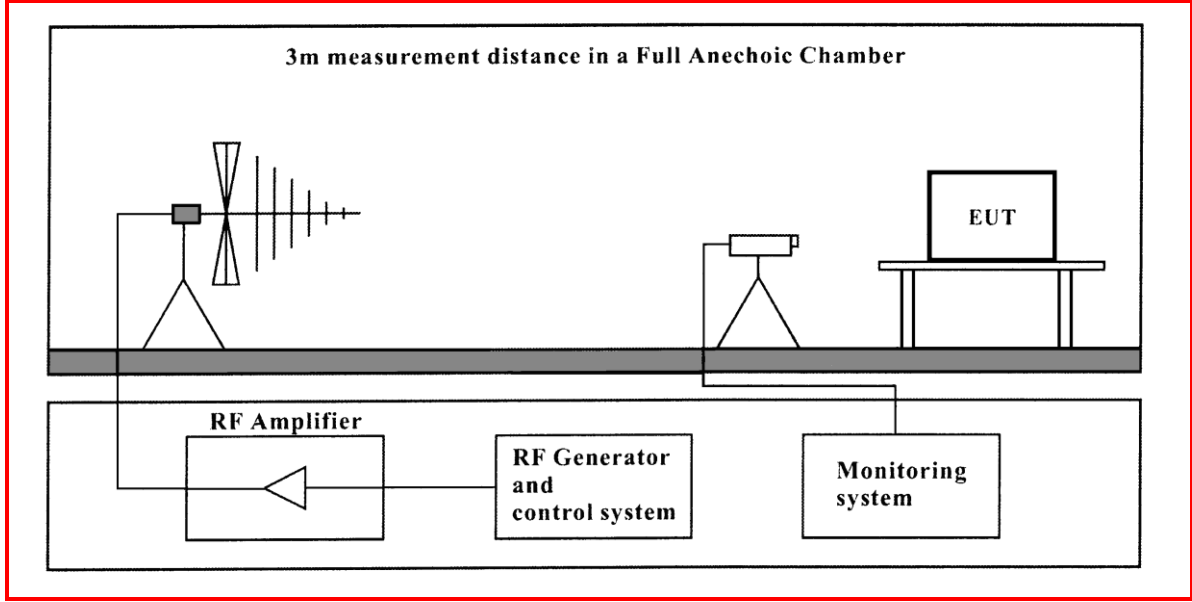 3m measurement distance in a Full Anechoic Chamber
EUT
RF Amplifier
RF Generator
and
control system
Monitoring
system